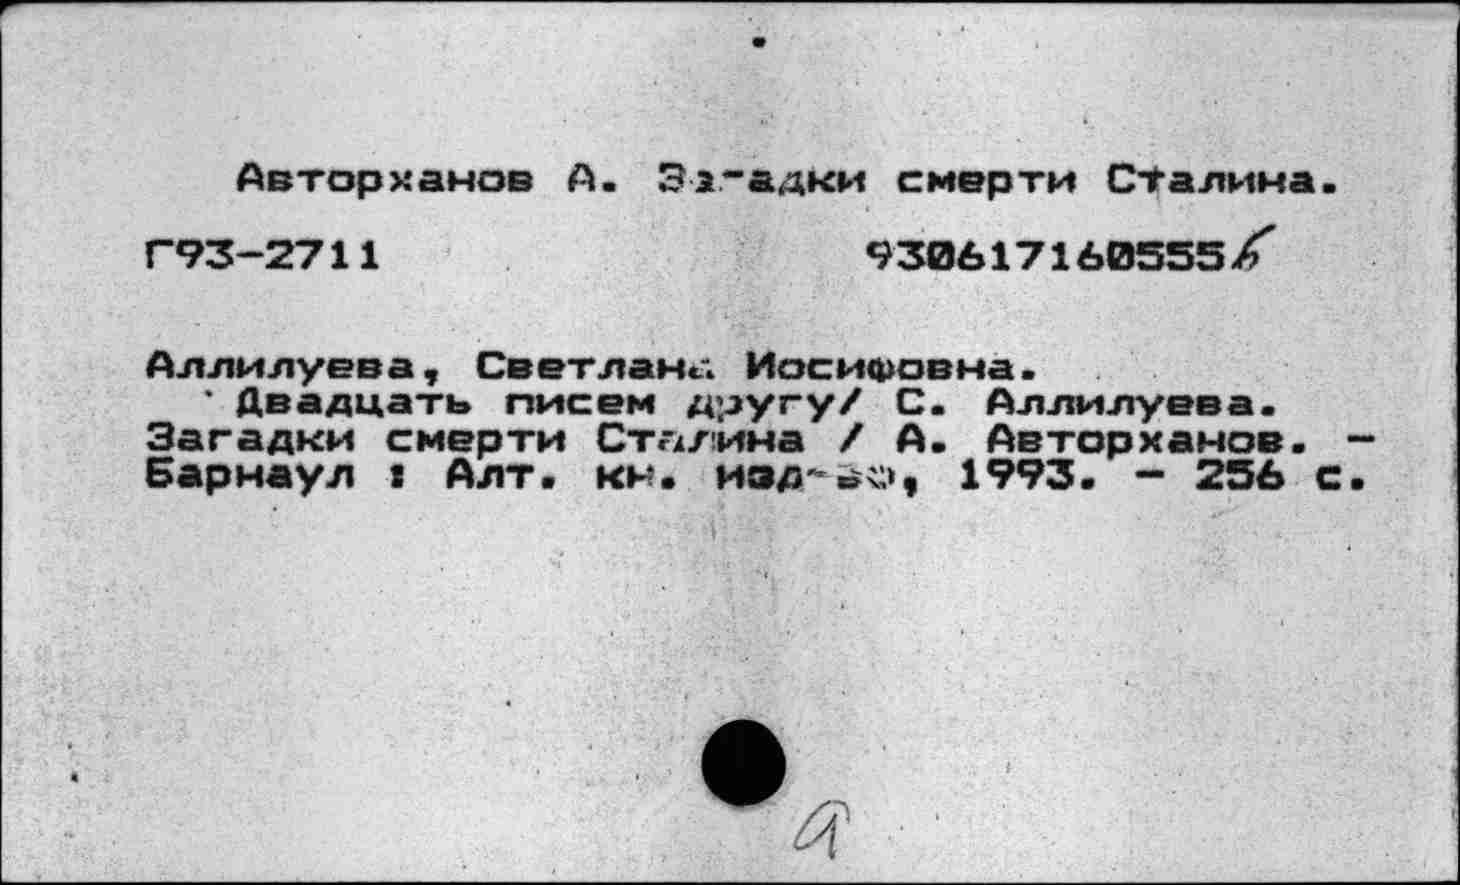 Авторханов А. Загадки смерти Сталина.
Г93-2711 930617160555б
Аллилуева, Светлана Иосифовна.
Двадцать писем другу/ С. Аллилуева.
Загадки смерти Сталина / А. Авторханов. -
Барнаул : Алт. кн. изд-во, 1993. - 256 с.
а